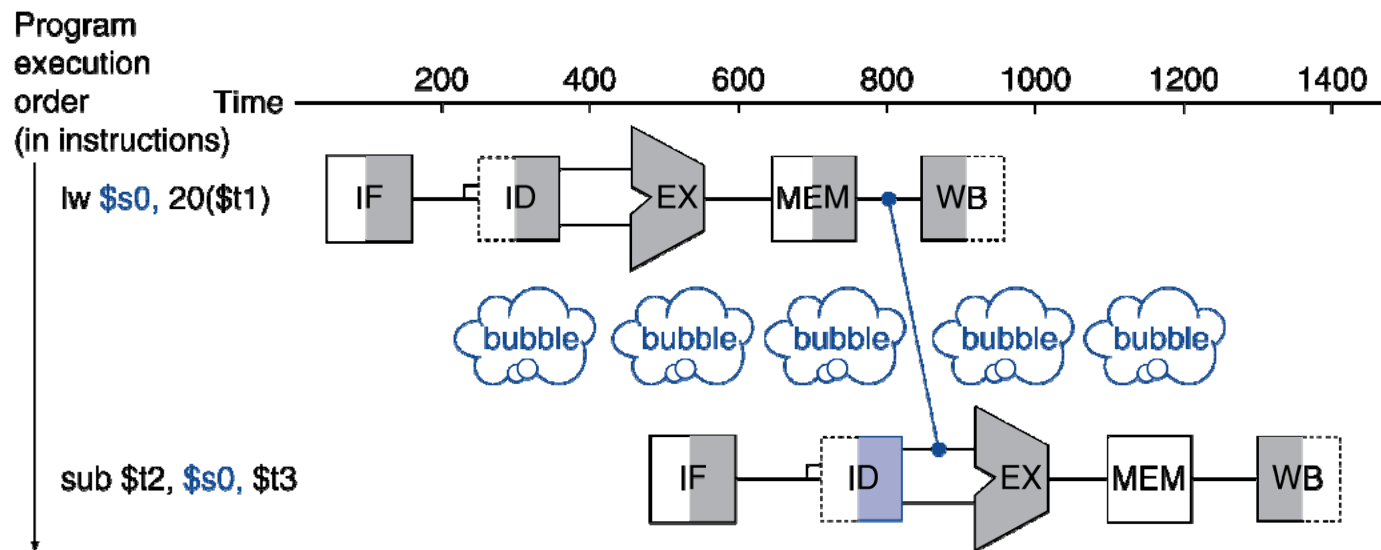 Program
execution
order
(in instructions)
Time
200 400 600 800 1000 1200 1400
lw $s0, 20($t1)
IF ID EX MEM WB
bubble bubble bubble bubble bubble
sub $t2, $s0, $t3
IF ID EX MEM WB